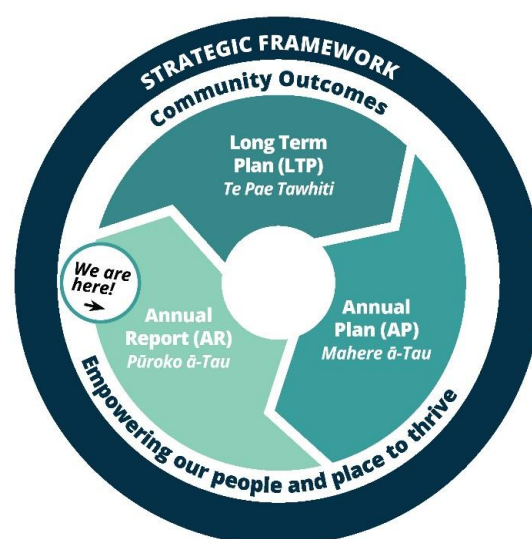 STRATEGIC FRAMEWORK
Community Outcomes
Long Term
Plan (LTP)
Te Pae Tawhiti
We are
here!
Annual
Report (AR)
Pūroko ā-Tau
Annual
Plan (AP)
Mahere ā-Tau
Empowering our people and place to thrive